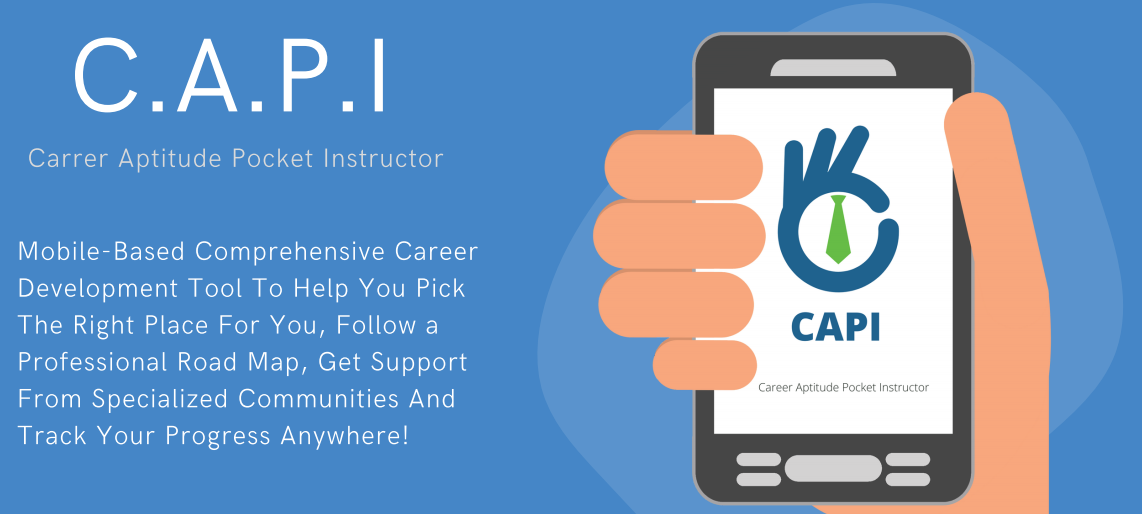 C.A.P.I
Carrer Aptitude Pocket Instructor
Mobile-Based Comprehensive Career
Development Tool To Help You Pick
The Right Place For You, Follow a
Professional Road Map, Get Support
From Specialized Communities And
Track Your Progress Anywhere!
CAPI
Career Aptitude Pocket Instructor